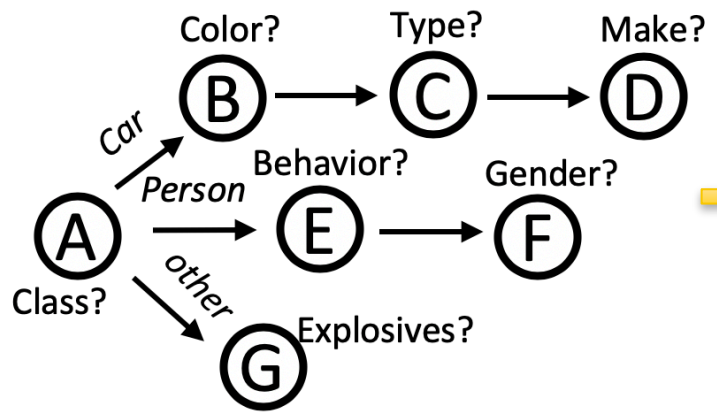 Color?
Type?
Make?
B
C
D
Car
Person
Behavior?
Gender?
A
E
F
Class?
other
Explosives?
G